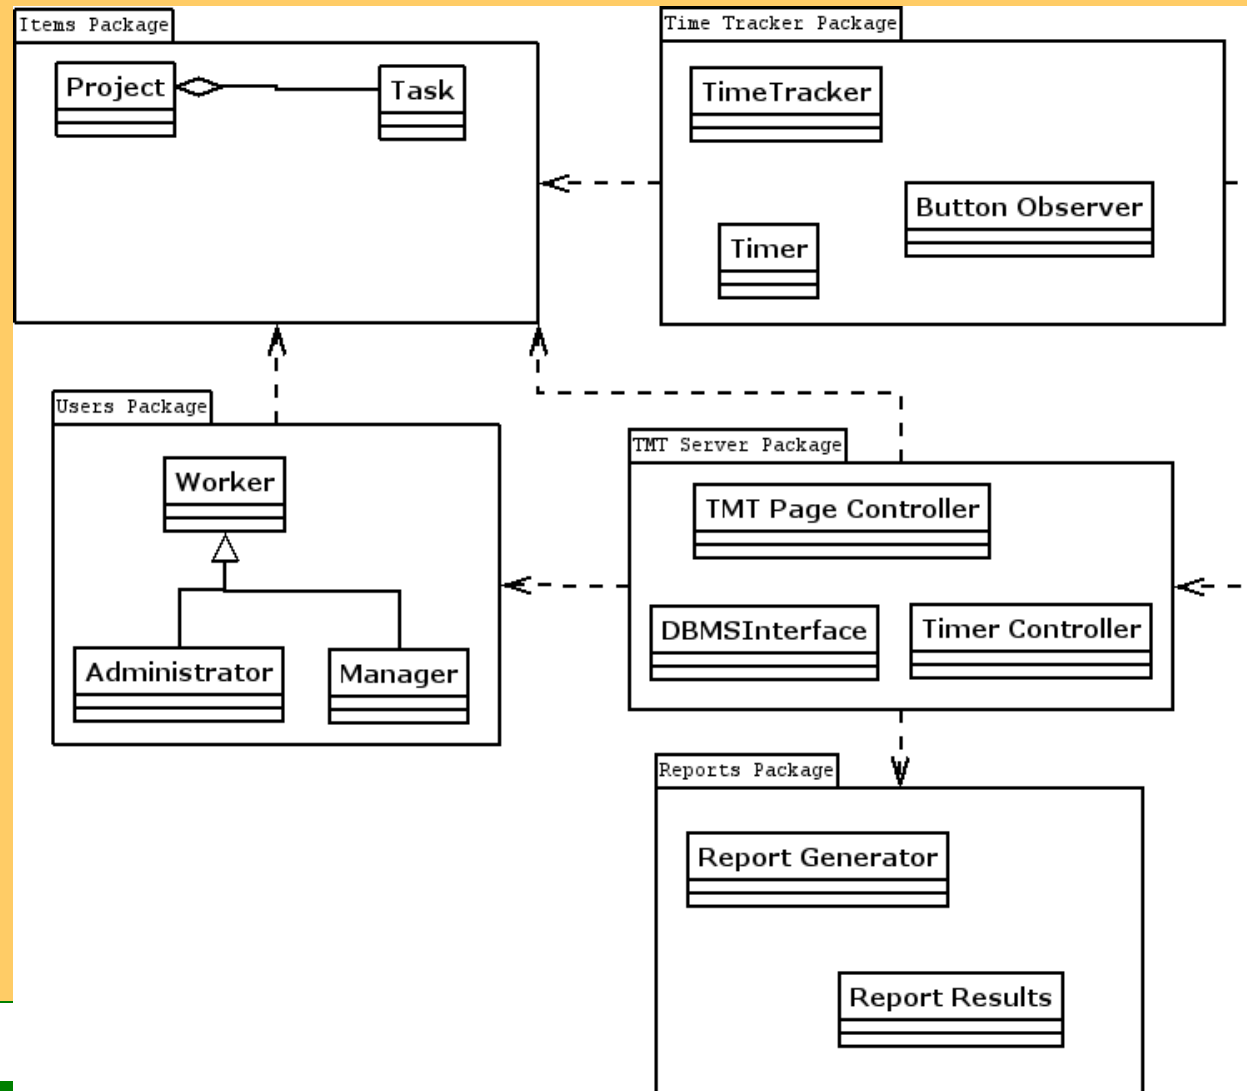 Items Package
Project
Task
Time Tracker Package
TimeTracker
Button Observer
Timer
Users Package
Worker
Administrator
Manager
TMT Server Package
TMT Page Controller
DBMSInterface
Timer Controller
Reports Package
Report Generator
Report Results